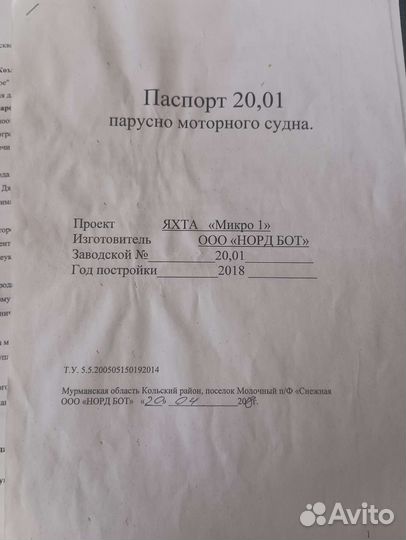 Паспорт 20,01
парусно моторного судна.
Проект ЯХТА «Микро 1»
Изготовитель ООО «НОРД БОТ»
Заводской № 20,01
Год постройки 2018
Т.У. 5.5.200505150192014
Мурманская область Кольский район, поселок Молочный п/Ф «Снежная
ООО «НОРД БОТ» «20» 04 г.
1
Avito